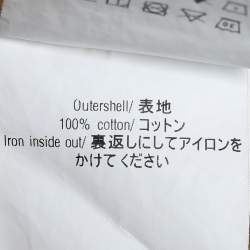 Outershell/ 表地
100% cotton/ コットン
Iron inside out/ 裏返しにしてアイロンを
かけてください